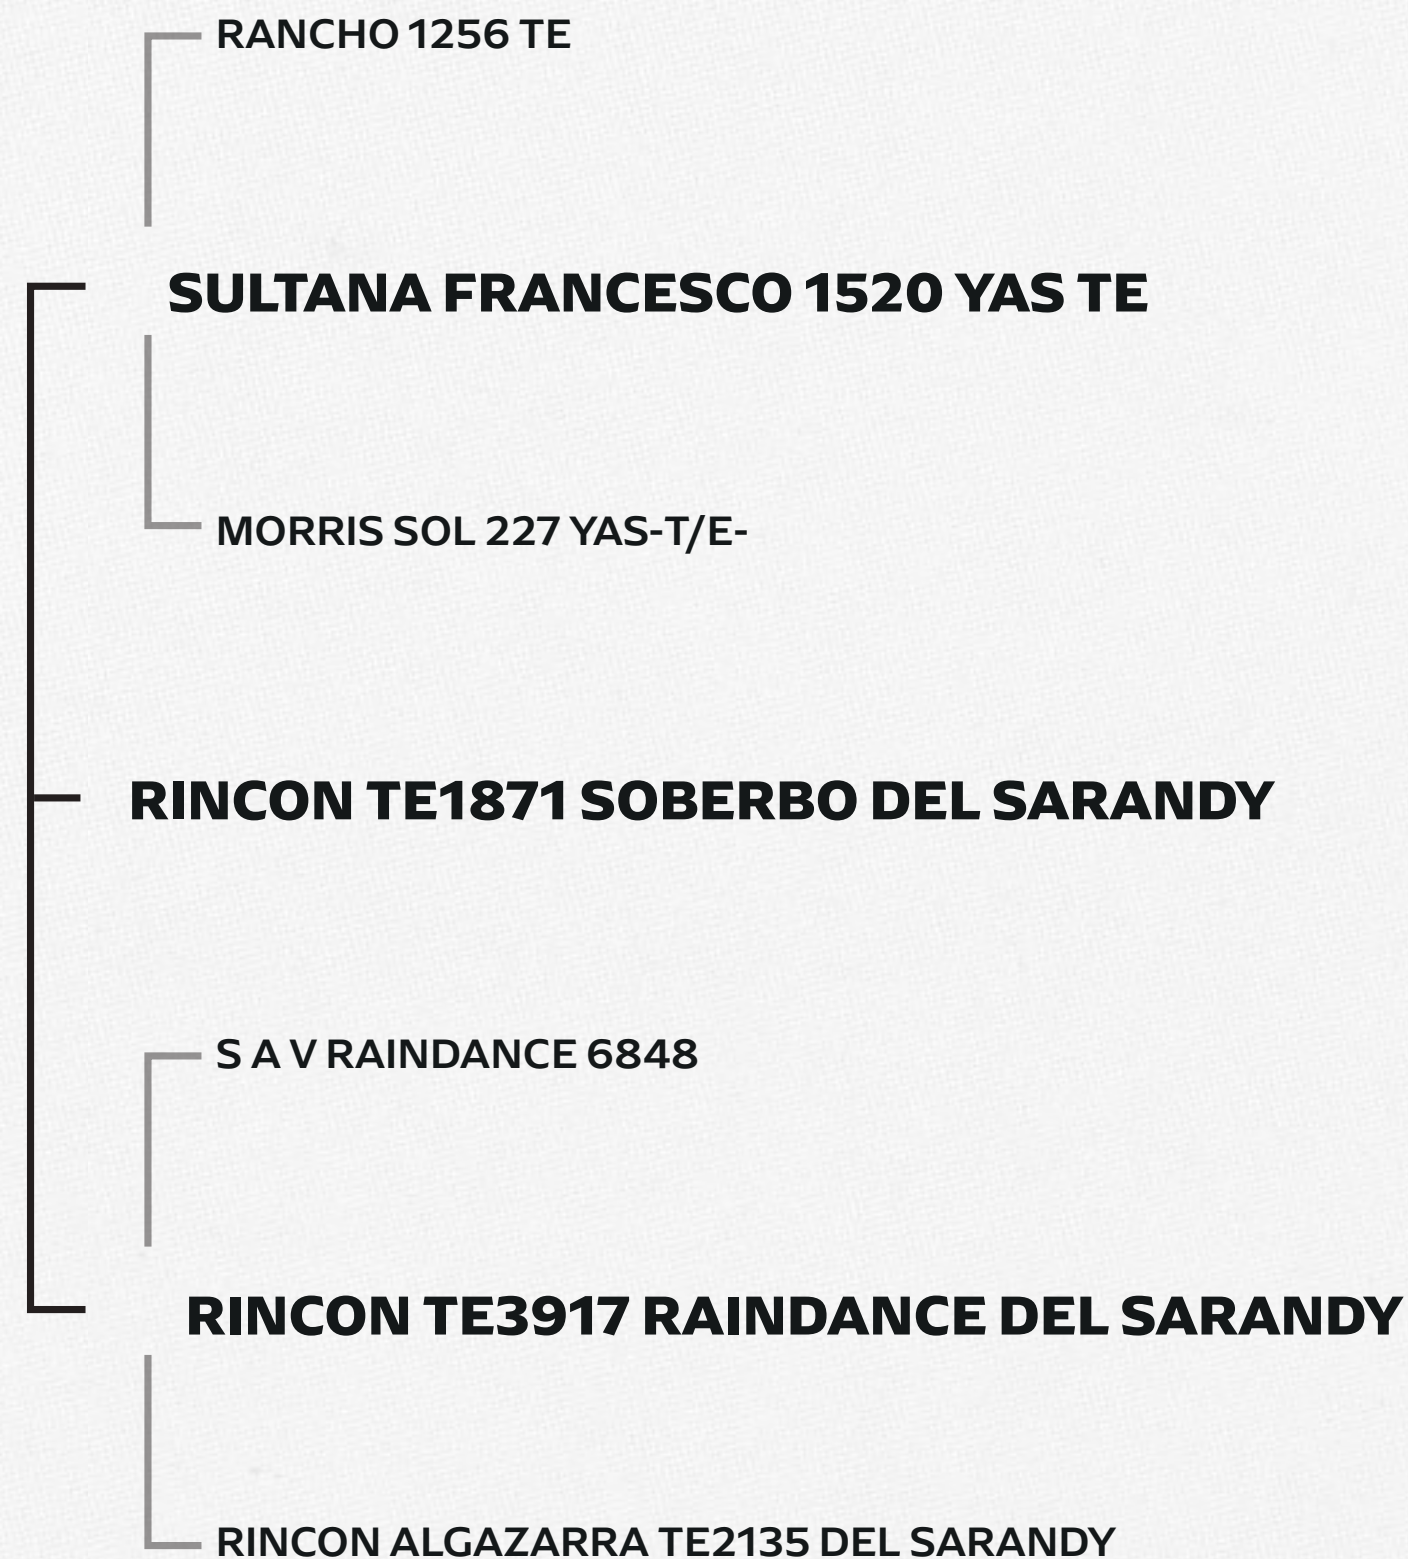 RANCHO 1256 TE
SULTANA FRANCESCO 1520 YAS TE
MORRIS SOL 227 YAS-T/E-
RINCON TE1871 SOBERBO DEL SARANDY
S A V RAINDANCE 6848
RINCON TE3917 RAINDANCE DEL SARANDY
RINCON ALGAZARRA TE2135 DEL SARANDY